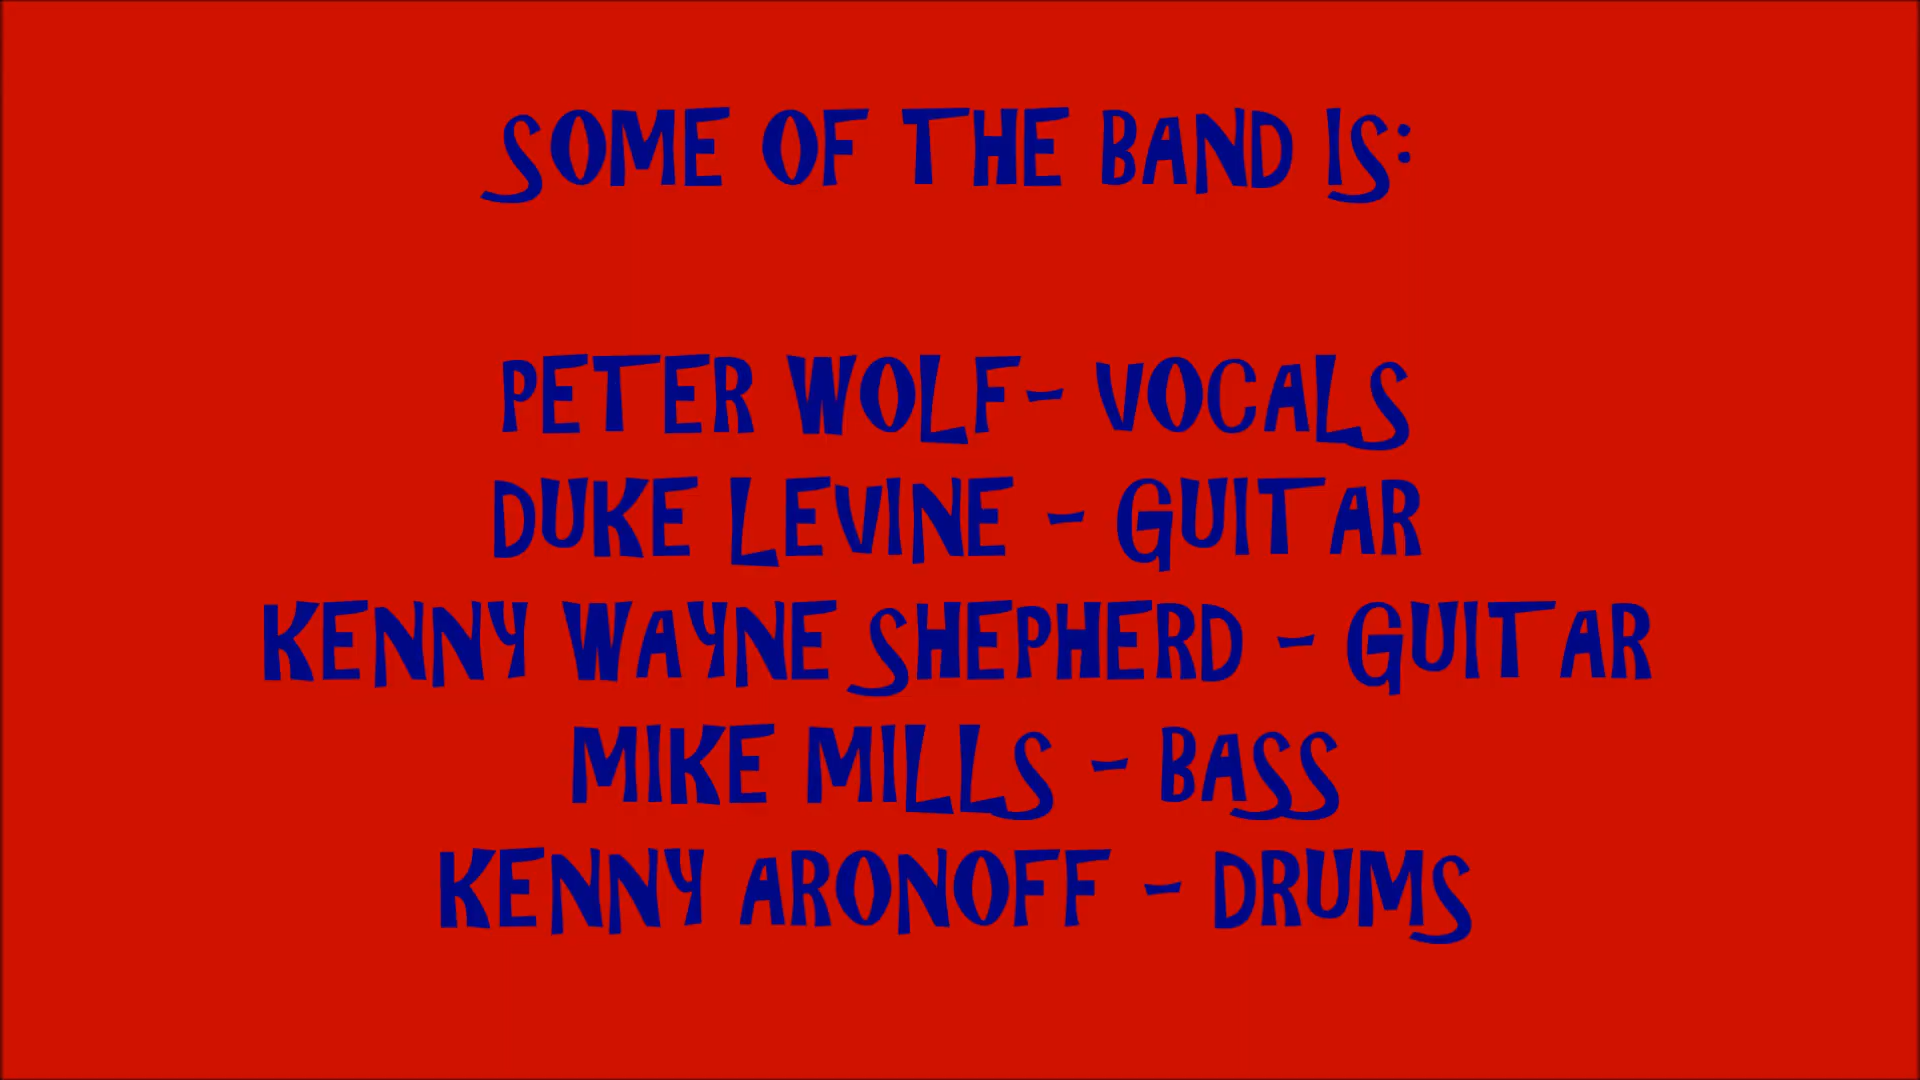 SOME OF THE BAND IS:
PETER WOLF- VOCALS
DUKE LEVINE - GUITAR
KENNY WAYNE SHEPHERD - GUITAR
MIKE MILLS - BASS
KENNY ARONOFF - DRUMS